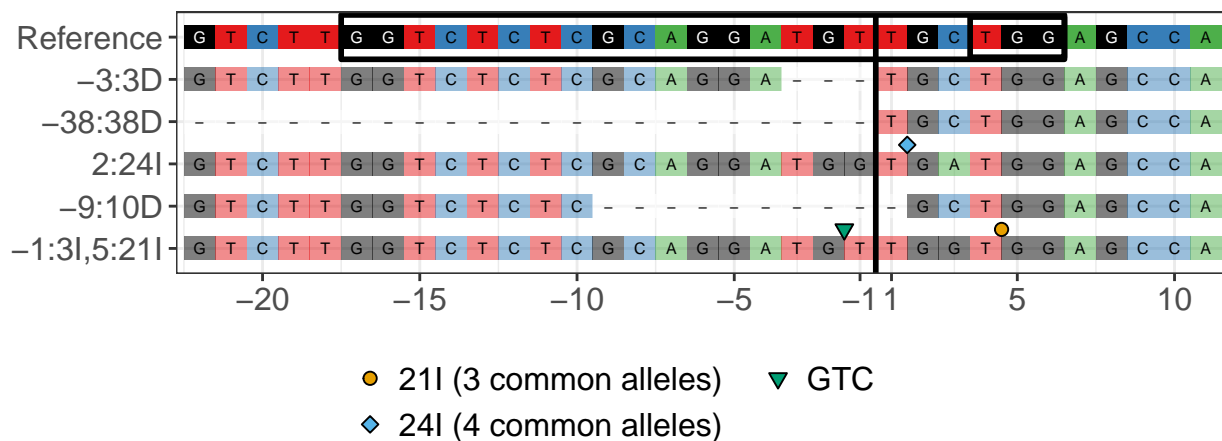 Reference G T C T T G G T C T C T C G C A G G A T G T T G C T G G A G C C A
−3:3D G T C T T G G T C T C T C G C A G G A − − − T G C T G G A G C C A
−38:38D − − − − − − − − − − − − − − − − − − − − − − T G C T G G A G C C A
2:24I G T C T T G G T C T C T C G C A G G A T G G T G A T G G A G C C A
−9:10D G T C T T G G T C T C T C − − − − − − − − − − G C T G G A G C C A
−1:3I,5:21I G T C T T G G T C T C T C G C A G G A T G T T G G T G G A G C C A
−20 −15 −10 −5 −1 1 5 10
21I (3 common alleles) GTC
24I (4 common alleles)